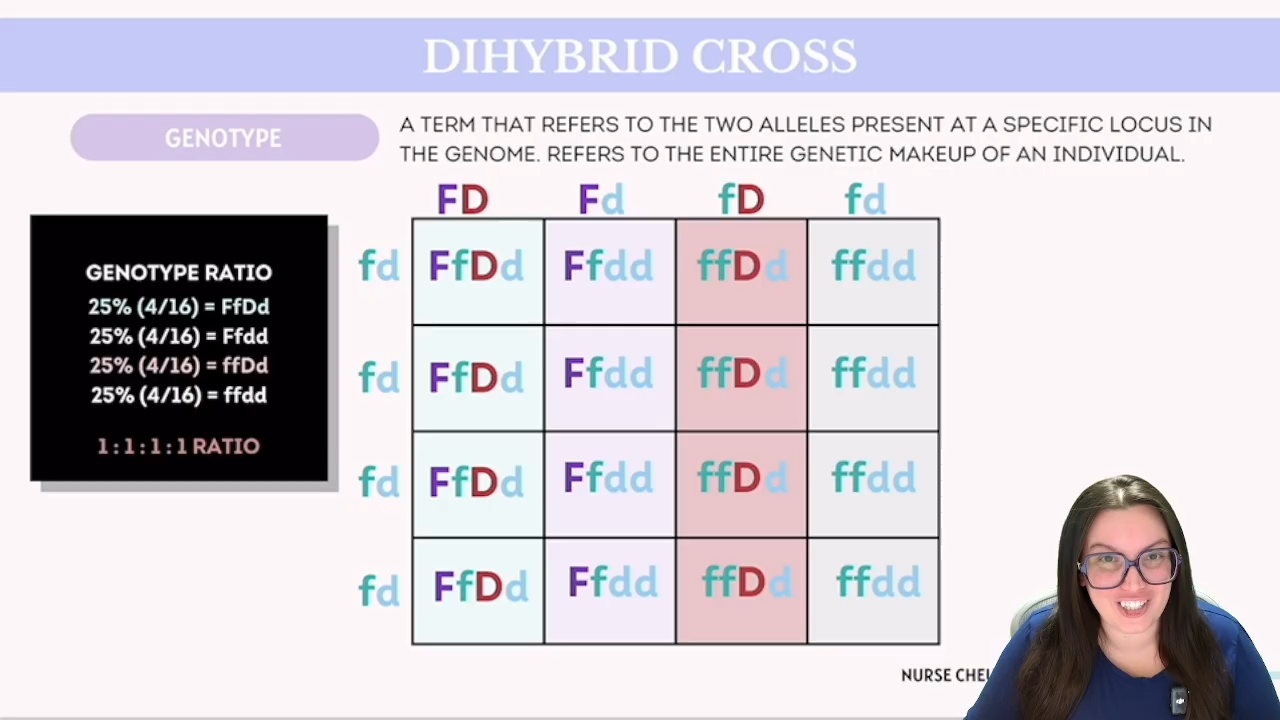 DIHYBRID CROSS
GENOTYPE
A TERM THAT REFERS TO THE TWO ALLELES PRESENT AT A SPECIFIC LOCUS IN
THE GENOME. REFERS TO THE ENTIRE GENETIC MAKEUP OF AN INDIVIDUAL.
GENOTYPE RATIO
25% (4/16) = FfDd
25% (4/16) = Ffdd
25% (4/16) = ffDd
25% (4/16) = ffdd
1 : 1 : 1 : 1 RATIO
FD Fd fD fd
fd FfDd Ffdd ffDd ffdd
fd FfDd Ffdd ffDd ffdd
fd FfDd Ffdd ffDd ffdd
fd FfDd Ffdd ffDd ffdd
NURSE